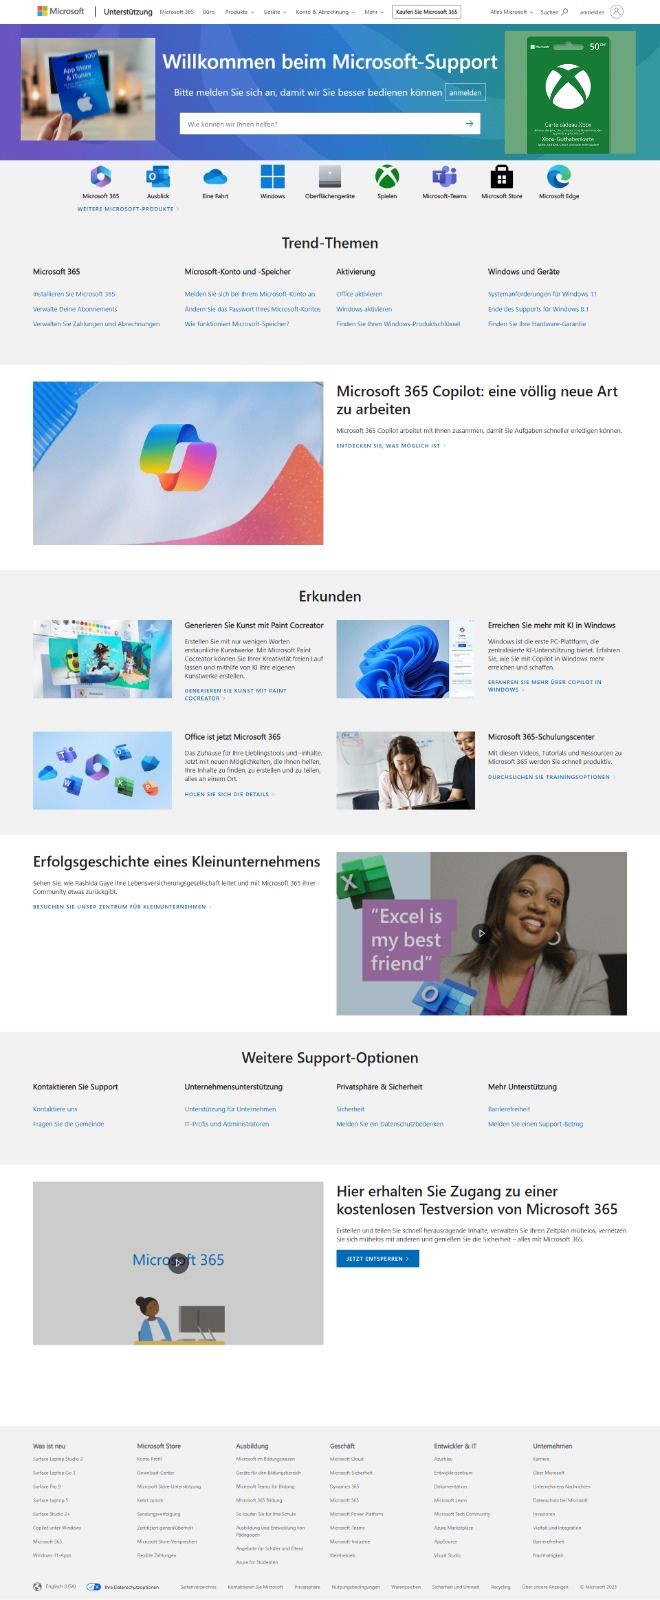 Microsoft
Unterstützung
Microsoft 365
Büro
Produkte
Geräte
Konto & Abrechnung
Mehr
Kaufen Sie Microsoft 365
Alles Microsoft
Suchen
anmelden
100
App Store
& iTunes
Willkommen beim Microsoft-Support
Bitte melden Sie sich an, damit wir Sie besser bedienen können
anmelden
Wie können wir Ihnen helfen?
Microsoft
50
Carte cadeau Xbox
Xbox-Guthabenkarte
Microsoft 365
Ausblick
Eine Fahrt
Windows
Oberflächengeräte
Spielen
Microsoft-Teams
Microsoft Store
Microsoft Edge
WEITERE MICROSOFT-PRODUKTE
Trend-Themen
Microsoft 365
Installieren Sie Microsoft 365
Verwalte Deine Abonnements
Verwalten Sie Zahlungen und Abrechnungen
Microsoft-Konto und -Speicher
Melden Sie sich bei Ihrem Microsoft-Konto an
Ändern Sie das Passwort Ihres Microsoft-Kontos
Wie funktioniert Microsoft-Speicher?
Aktivierung
Office aktivieren
Windows aktivieren
Finden Sie Ihren Windows-Produktschlüssel
Windows und Geräte
Systemanforderungen für Windows 11
Ende des Supports für Windows 8.1
Finden Sie Ihre Hardware-Garantie
Microsoft 365 Copilot: eine völlig neue Art
zu arbeiten
Microsoft 365 Copilot arbeitet mit Ihnen zusammen, damit Sie Aufgaben schneller erledigen können.
ENTDECKEN SIE, WAS MÖGLICH IST
Erkunden
Generieren Sie Kunst mit Paint Cocreator
Erstellen Sie mit nur wenigen Worten
erstaunliche Kunstwerke. Mit Microsoft Paint
Cocreator können Sie Ihrer Kreativität freien Lauf
lassen und mithilfe von KI Ihre eigenen
Kunstwerke erstellen.
GENERIEREN SIE KUNST MIT PAINT
COCREATOR
Erreichen Sie mehr mit KI in Windows
Windows ist die erste PC-Plattform, die
zentralisierte KI-Unterstützung bietet. Erfahren
Sie, wie Sie mit Copilot in Windows mehr
erreichen und schaffen.
ERFAHREN SIE MEHR ÜBER COPILOT IN
WINDOWS
Office ist jetzt Microsoft 365
Das Zuhause für Ihre Lieblingstools und -inhalte.
Jetzt mit neuen Möglichkeiten, die Ihnen helfen,
Ihre Inhalte zu finden, zu erstellen und zu teilen,
alles an einem Ort.
HOLEN SIE SICH DIE DETAILS
Microsoft 365-Schulungscenter
Mit diesen Videos, Tutorials und Ressourcen zu
Microsoft 365 werden Sie schnell produktiv.
DURCHSUCHEN SIE TRAININGSOPTIONEN
Erfolgsgeschichte eines Kleinunternehmens
Sehen Sie, wie Rashida Gaye ihre Lebensversicherungsgesellschaft leitet und mit Microsoft 365 ihrer
Community etwas zurückgibt.
BESUCHEN SIE UNSER ZENTRUM FÜR KLEINUNTERNEHMEN
"Excel is
my best
friend"
Weitere Support-Optionen
Kontaktieren Sie Support
Kontaktiere uns
Fragen Sie die Gemeinde
Unternehmensunterstützung
Unterstützung für Unternehmen
IT-Profis und Administratoren
Privatsphäre & Sicherheit
Sicherheit
Melden Sie ein Datenschutzbedenken
Mehr Unterstützung
Barrierefreiheit
Melden Sie einen Support-Betrug
Microsoft 365
Hier erhalten Sie Zugang zu einer
kostenlosen Testversion von Microsoft 365
Erstellen und teilen Sie schnell herausragende Inhalte, verwalten Sie Ihren Zeitplan mühelos, vernetzen
Sie sich mühelos mit anderen und genießen Sie die Sicherheit – alles mit Microsoft 365.
JETZT ENTSPERREN
Was ist neu
Surface Laptop Studio 2
Surface Laptop Go 3
Surface Pro 9
Surface Laptop 5
Surface Studio 2+
Copilot unter Windows
Microsoft 365
Windows 11-Apps
Microsoft Store
Konto Profil
Download-Center
Microsoft Store-Unterstützung
Kehrt zurück
Sendungsverfolgung
Zertifiziert generalüberholt
Microsoft Store-Versprechen
Flexible Zahlungen
Ausbildung
Microsoft im Bildungswesen
Geräte für den Bildungsbereich
Microsoft Teams für Bildung
Microsoft 365 Bildung
So kaufen Sie für Ihre Schule
Ausbildung und Entwicklung von
Pädagogen
Angebote für Schüler und Eltern
Azure für Studenten
Geschäft
Microsoft Cloud
Microsoft Sicherheit
Dynamics 365
Microsoft 365
Microsoft Power Platform
Microsoft-Teams
Microsoft Industrie
Kleinbetrieb
Entwickler & IT
Azurblau
Entwicklerzentrum
Dokumentation
Microsoft Learn
Microsoft Tech Community
Azure Marketplace
AppSource
Visual Studio
Unternehmen
Karriere
Über Microsoft
Unternehmens Nachrichten
Datenschutz bei Microsoft
Investoren
Vielfalt und Integration
Barrierefreiheit
Nachhaltigkeit
Englisch (USA)
Ihre Datenschutzoptionen
Seitenverzeichnis
Kontaktieren Sie Microsoft
Privatsphäre
Nutzungsbedingungen
Warenzeichen
Sicherheit und Umwelt
Recycling
Über unsere Anzeigen
© Microsoft 2023